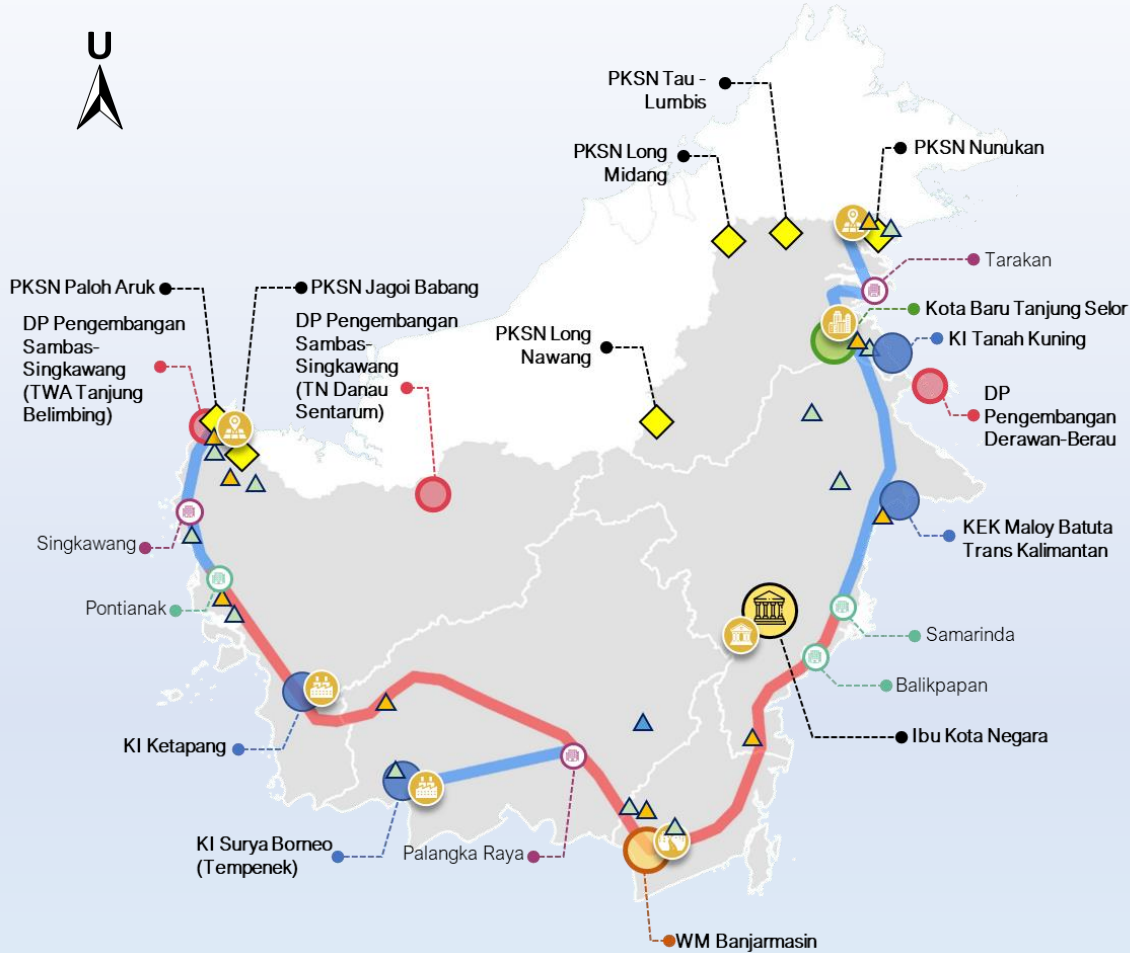 U
PKSN Tau -
Lumbis
PKSN Long
Midang
PKSN Nunukan
Tarakan
PKSN Paloh Aruk
PKSN Jagoi Babang
Kota Baru Tanjung Selor
DP Pengembangan
Sambas-
Singkawang
(TWA Tanjung
Belimbing)
DP Pengembangan
Sambas-
Singkawang
(TN Danau
Sentarum)
PKSN Long
Nawang
KI Tanah Kuning
DP
Pengembangan
Derawan-Berau
Singkawang
KEK Maloy Batuta
Trans Kalimantan
Pontianak
Samarinda
Balikpapan
KI Ketapang
Ibu Kota Negara
KI Surya Borneo
(Tempenek)
Palangka Raya
WM Banjarmasin